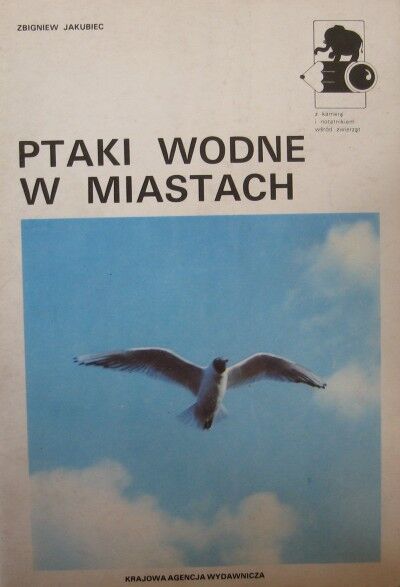 ZBIGNIEW JAKUBIEC
z kamerą
i notatnikiem
wśród zwierząt
PTAKI WODNE
W MIASTACH
KRAJOWA AGENCJA WYDAWNICZA